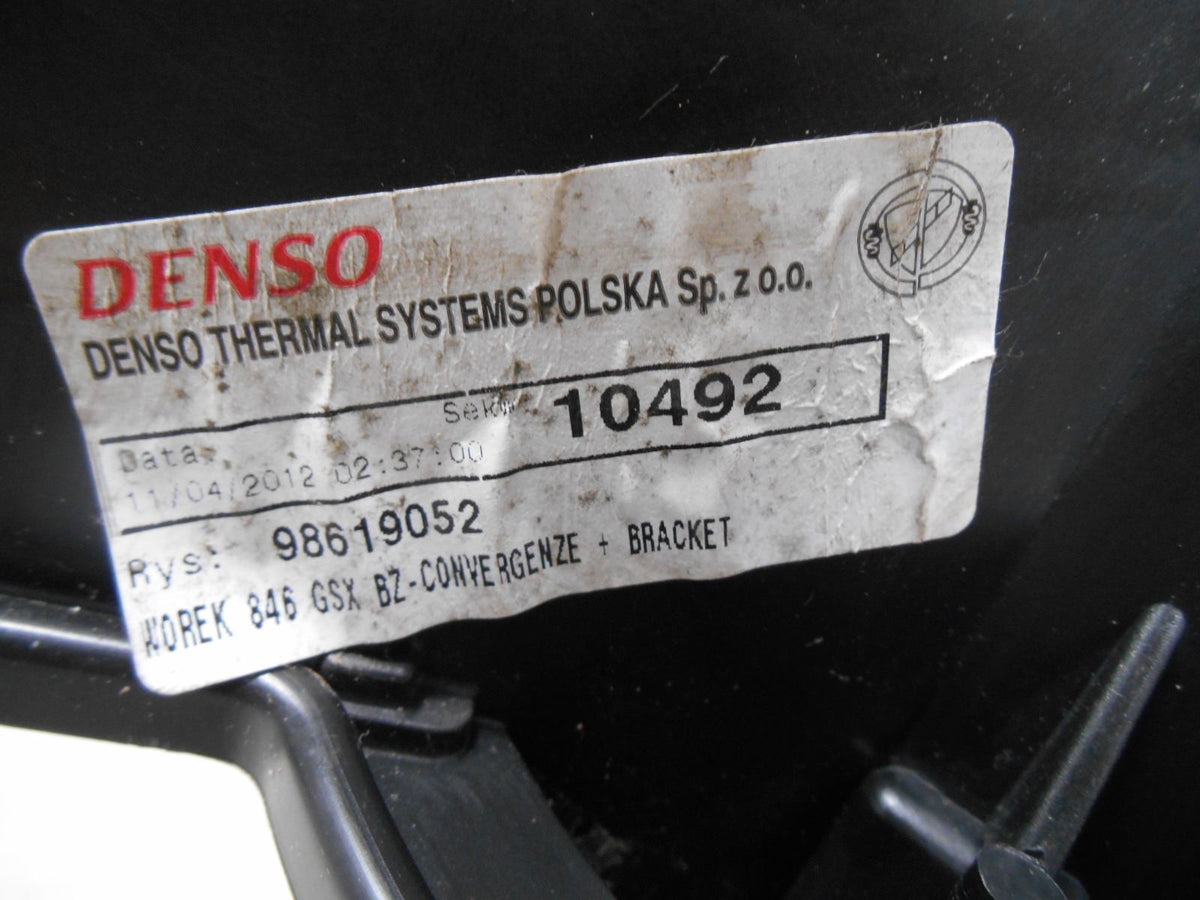 DENSO
DENSO THERMAL SYSTEMS POLSKA Sp. z o.o.
Sekw. 10492
Data:
11/04/2012 02:37:00
Rys: 98619052
WOREK 846 GSX BZ-CONVERGENZE + BRACKET